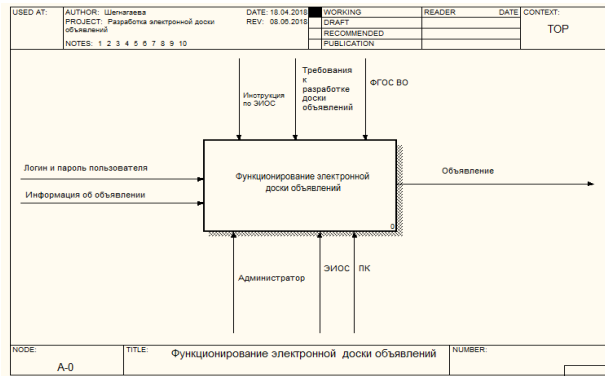 USED AT:
AUTHOR: Шегнагаева
DATE: 18.04.2018
WORKING
READER
DATE
CONTEXT:
PROJECT: Разработка электронной доски
объявлений
REV: 08.06.2018
DRAFT
TOP
RECOMMENDED
NOTES: 1 2 3 4 5 6 7 8 9 10
PUBLICATION
Инструкция
по ЭИОС
Требования
к
разработке
доски
объявлений
ФГОС ВО
Логин и пароль пользователя
Информация об объявлении
Функционирование электронной
доски объявлений
0
Объявление
Администратор
ЭИОС
ПК
NODE:
A-0
TITLE:
Функционирование электронной доски объявлений
NUMBER: